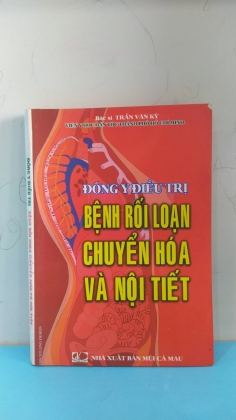 Bác sĩ TRẦN VĂN KỲ
ĐÔNG Y ĐIỀU TRỊ
BỆNH RỐI LOẠN
CHUYỂN HÓA
VÀ NỘI TIẾT
NHÀ XUẤT BẢN MŨI CÀ MAU